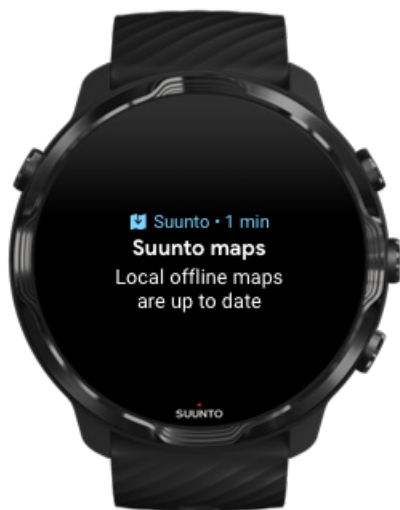 Suunto • 1 min
Suunto maps
Local offline maps
are up to date
SUUNTO